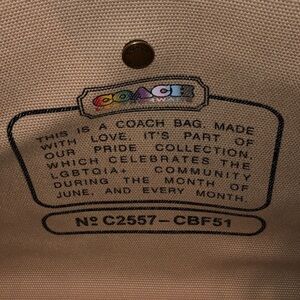 COACH
THIS IS A COACH BAG. MADE
WITH LOVE. IT'S PART OF
OUR PRIDE COLLECTION,
WHICH CELEBRATES THE
LGBTQIA+ COMMUNITY
DURING THE MONTH OF
JUNE, AND EVERY MONTH.
Nº C2557-CBF51